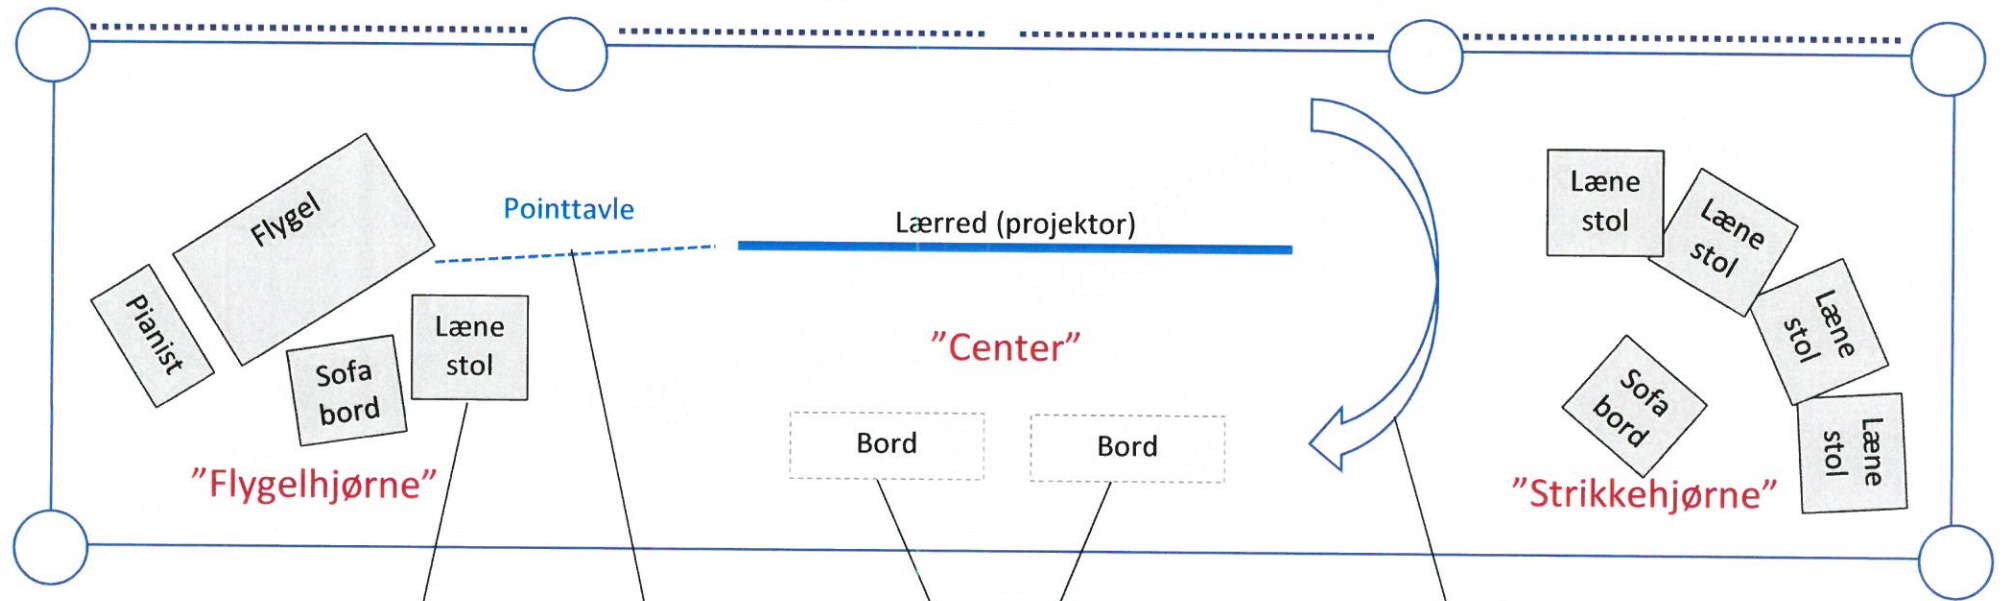 Flygel
Pianist
Sofa
bord
Læne
stol
"Flygelhjørne"
Pointtavle
Lærred (projektor)
"Center"
Bord
Bord
Læne
stol
Læne
stol
Læne
stol
Læne
stol
Sofa
bord
"Strikkehjørne"